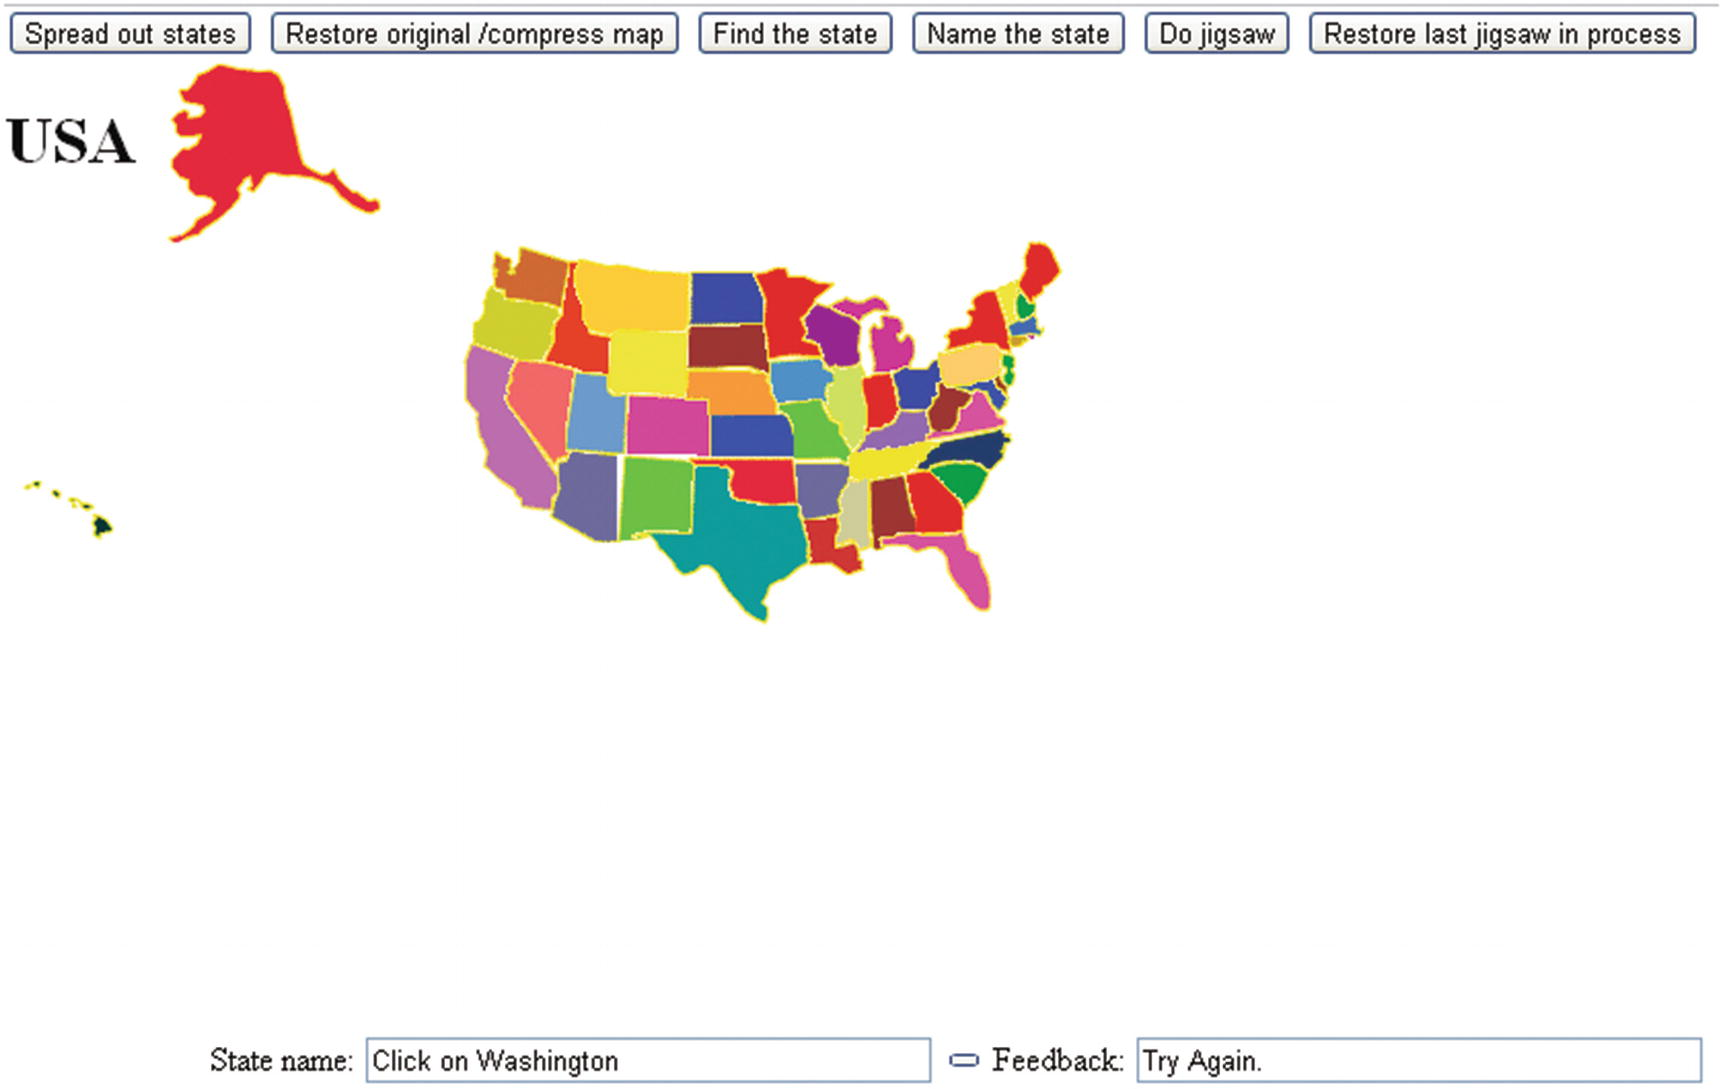 Spread out states Restore original /compress map Find the state Name the state Do jigsaw Restore last jigsaw in process
USA
State name: Click on Washington Feedback: Try Again.